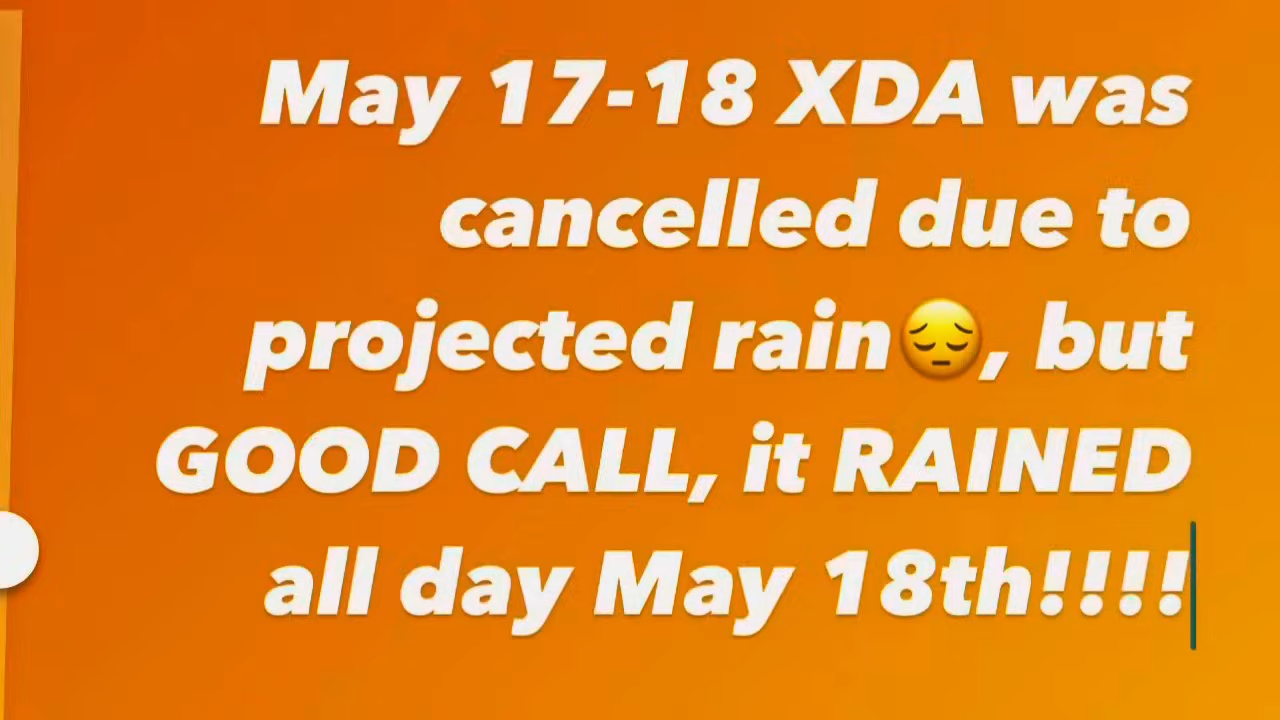 May 17-18 XDA was
cancelled due to
projected rain😔, but
GOOD CALL, it RAINED
all day May 18th!!!!